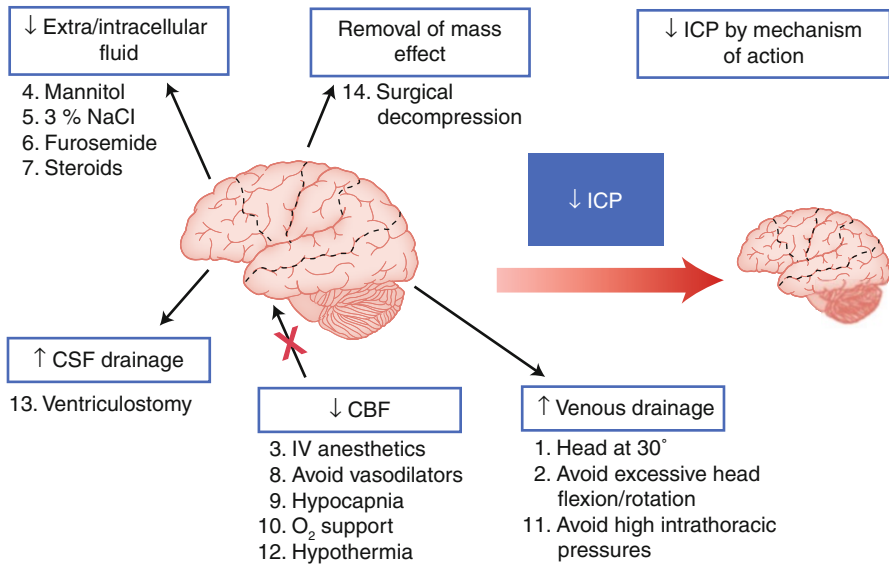 ↓ Extra/intracellular
fluid
4. Mannitol
5. 3 % NaCl
6. Furosemide
7. Steroids
Removal of mass
effect
14. Surgical
decompression
↓ ICP by mechanism
of action
↓ ICP
↑ CSF drainage
13. Ventriculostomy
↓ CBF
3. IV anesthetics
8. Avoid vasodilators
9. Hypocapnia
10. O₂ support
12. Hypothermia
↑ Venous drainage
1. Head at 30°
2. Avoid excessive head
flexion/rotation
11. Avoid high intrathoracic
pressures